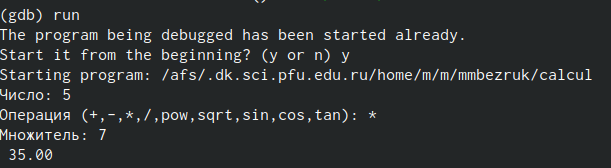 (gdb) run
The program being debugged has been started already.
Start it from the beginning? (y or n) y
Starting program: /afs/.dk.sci.pfu.edu.ru/home/m/m/mmbezruk/calcul
Число: 5
Операция (+,-,*,/,pow,sqrt,sin,cos,tan): *
Множитель: 7
 35.00